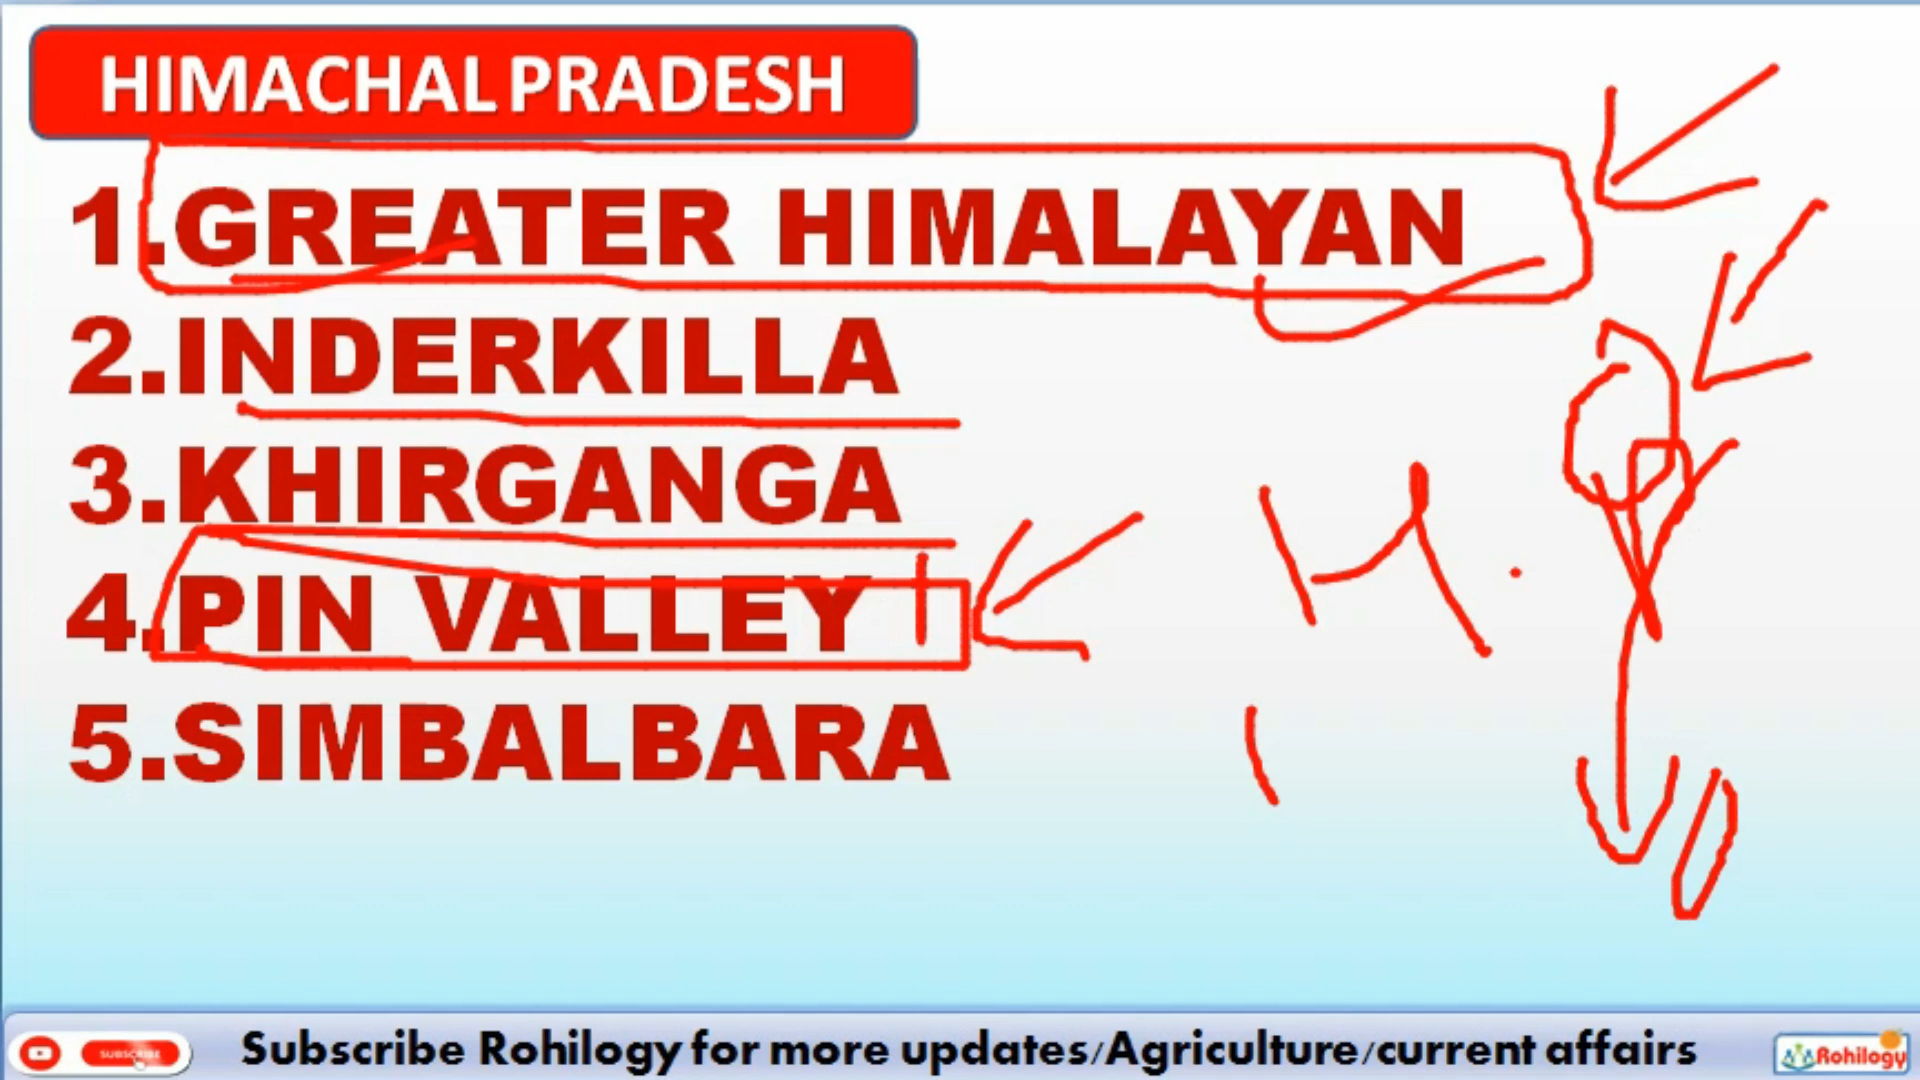 HIMACHAL PRADESH
1.GREATER HIMALAYAN
2.INDERKILLA
3.KHIRGANGA
4.PIN VALLEY
5.SIMBALBARA
H.P
SUBSCRIBE
Subscribe Rohilogy for more updates/Agriculture/current affairs
Rohilogy